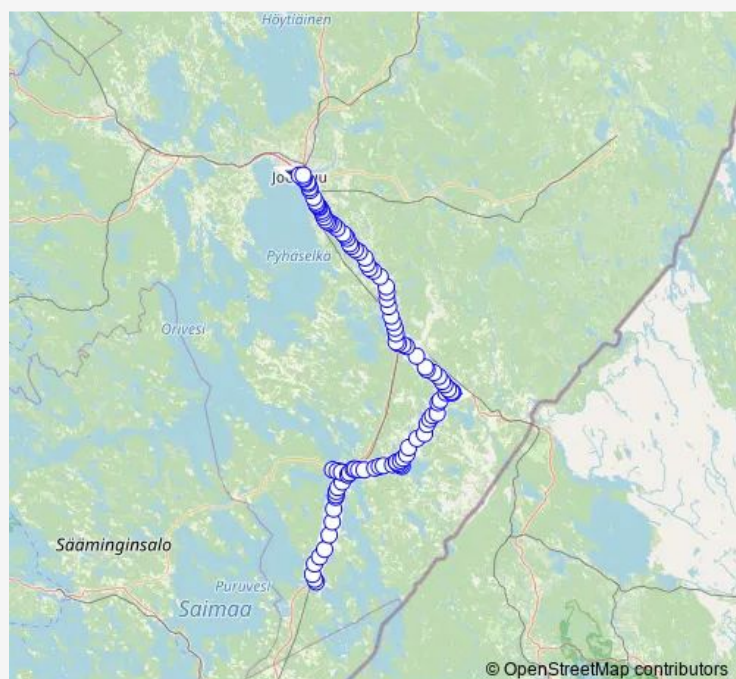 Höytiäinen
Pyhäselkä
Orivesi
Sääminginsalo
Puruvesi
Saimaa
© OpenStreetMap contributors